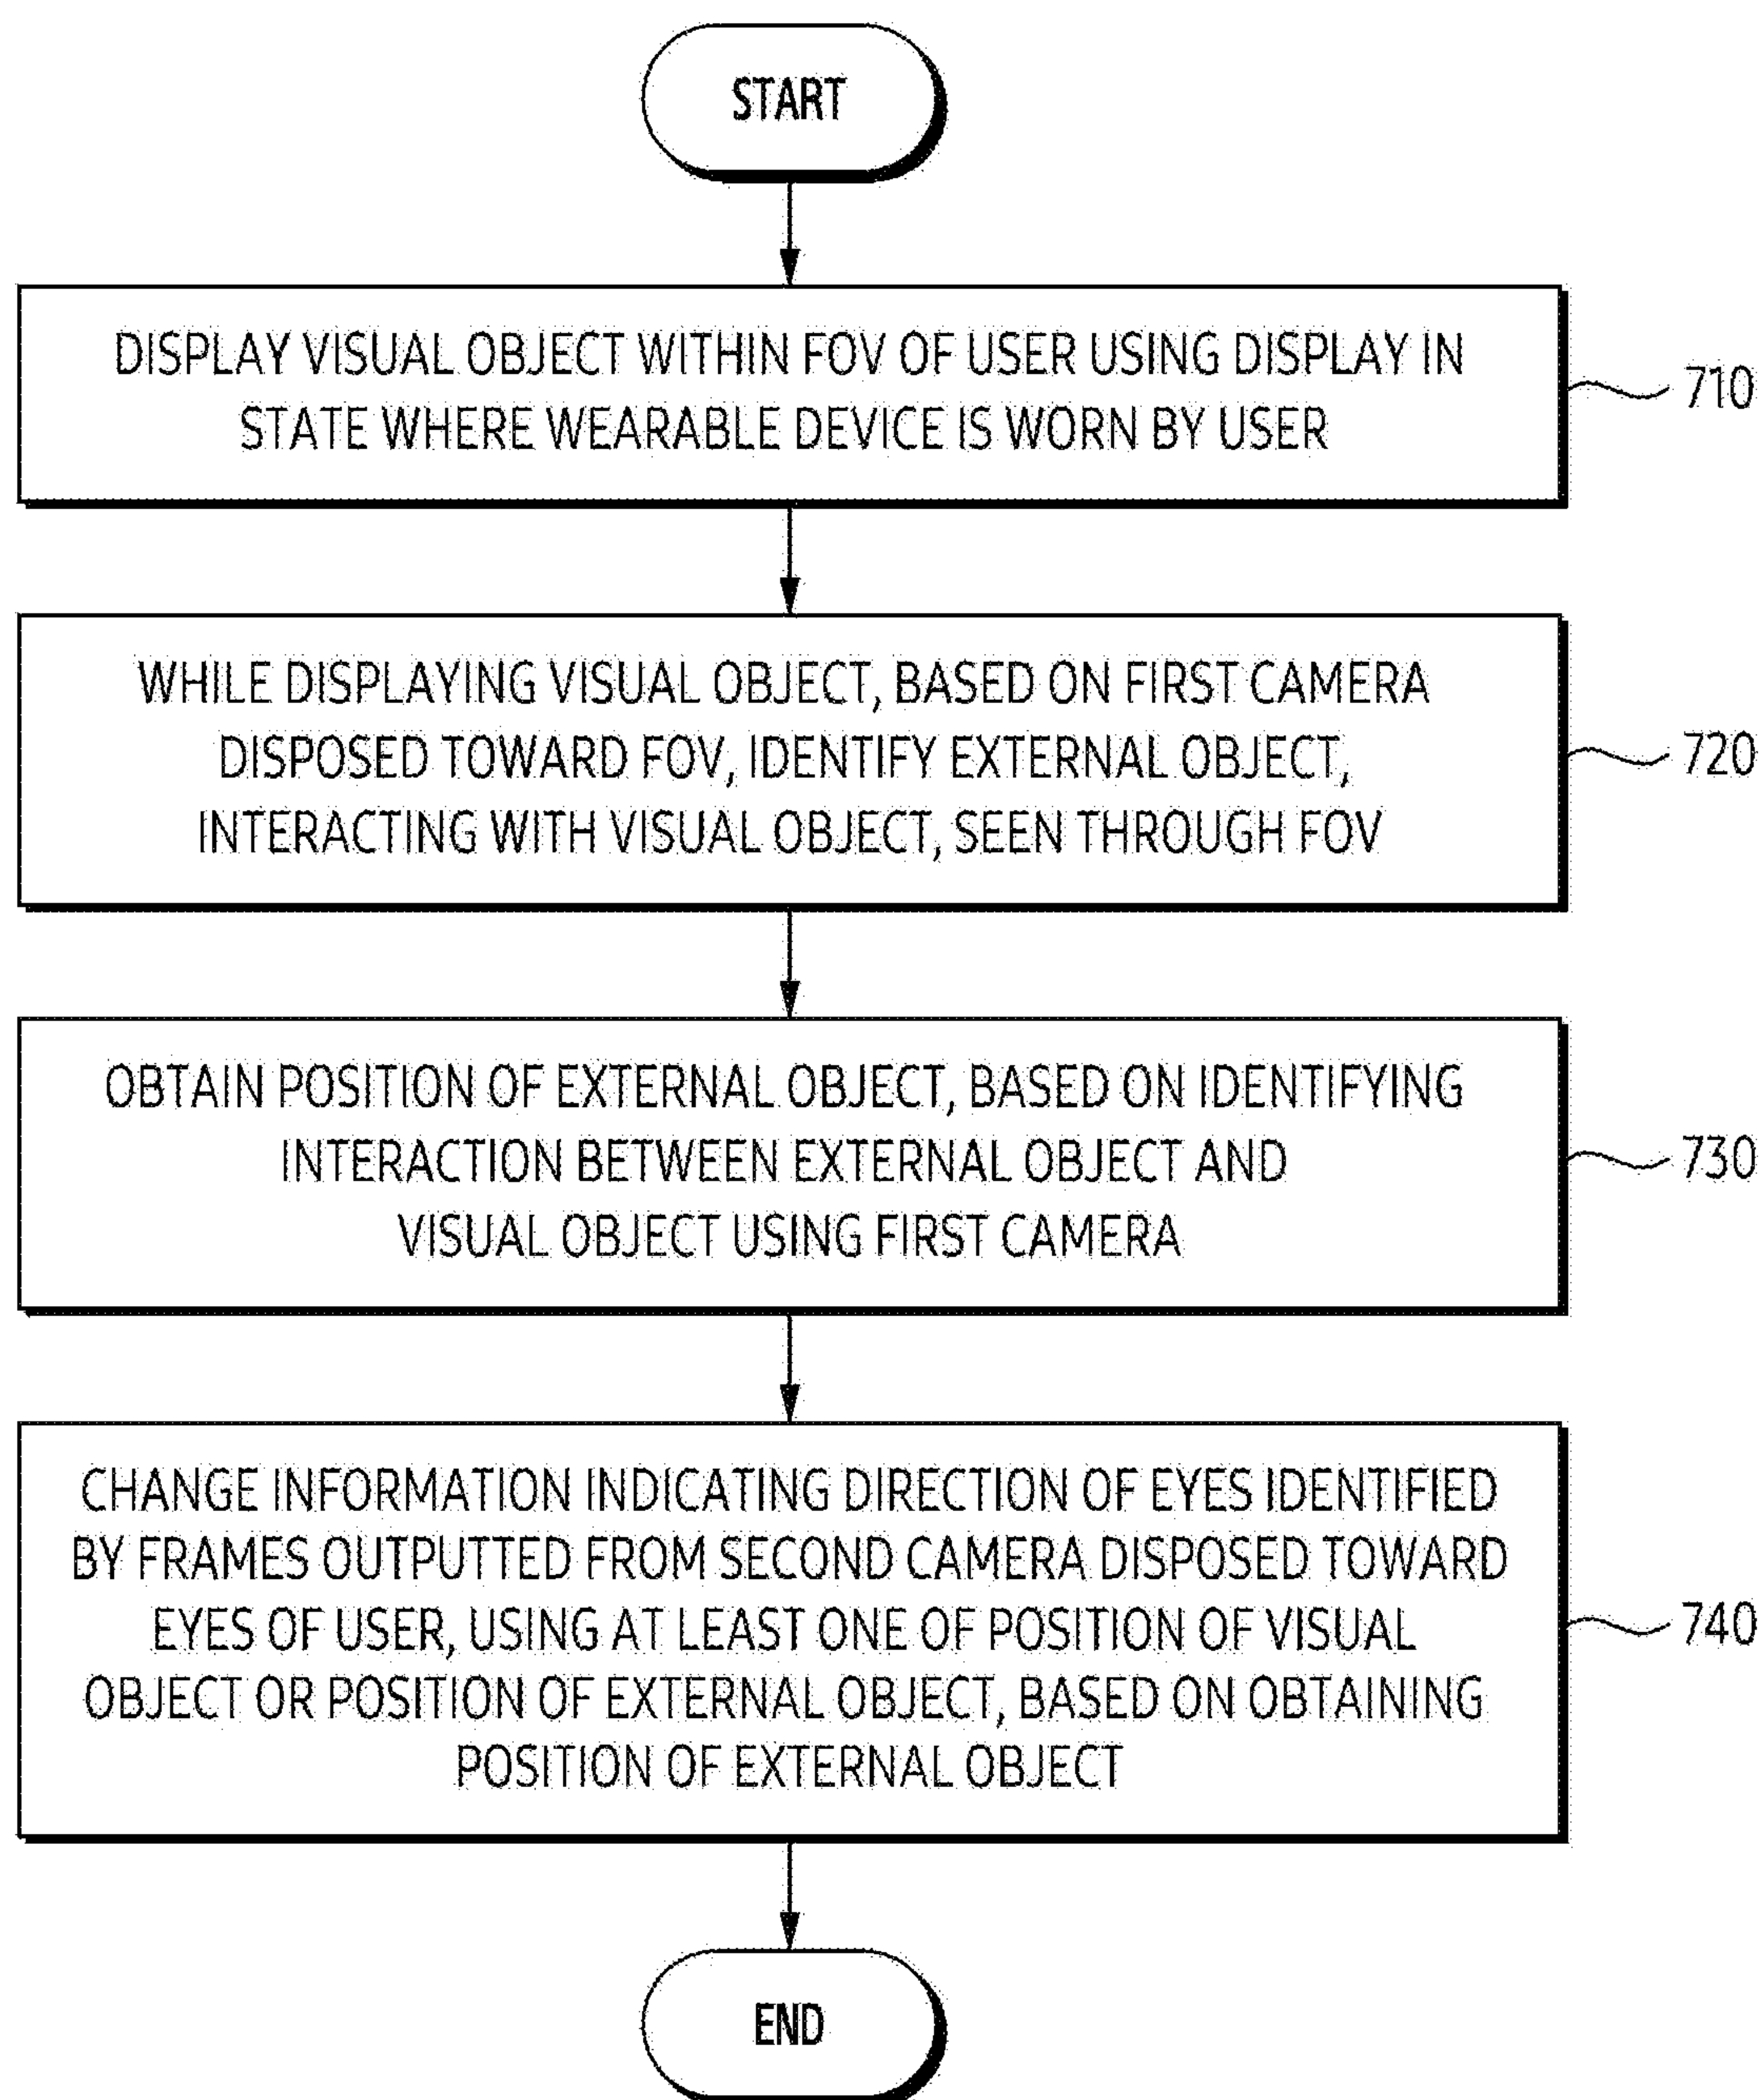 START
DISPLAY VISUAL OBJECT WITHIN FOV OF USER USING DISPLAY IN
STATE WHERE WEARABLE DEVICE IS WORN BY USER
710
WHILE DISPLAYING VISUAL OBJECT, BASED ON FIRST CAMERA
DISPOSED TOWARD FOV, IDENTIFY EXTERNAL OBJECT,
INTERACTING WITH VISUAL OBJECT, SEEN THROUGH FOV
720
OBTAIN POSITION OF EXTERNAL OBJECT, BASED ON IDENTIFYING
INTERACTION BETWEEN EXTERNAL OBJECT AND
VISUAL OBJECT USING FIRST CAMERA
730
CHANGE INFORMATION INDICATING DIRECTION OF EYES IDENTIFIED
BY FRAMES OUTPUTTED FROM SECOND CAMERA DISPOSED TOWARD
EYES OF USER, USING AT LEAST ONE OF POSITION OF VISUAL
OBJECT OR POSITION OF EXTERNAL OBJECT, BASED ON OBTAINING
POSITION OF EXTERNAL OBJECT
740
END